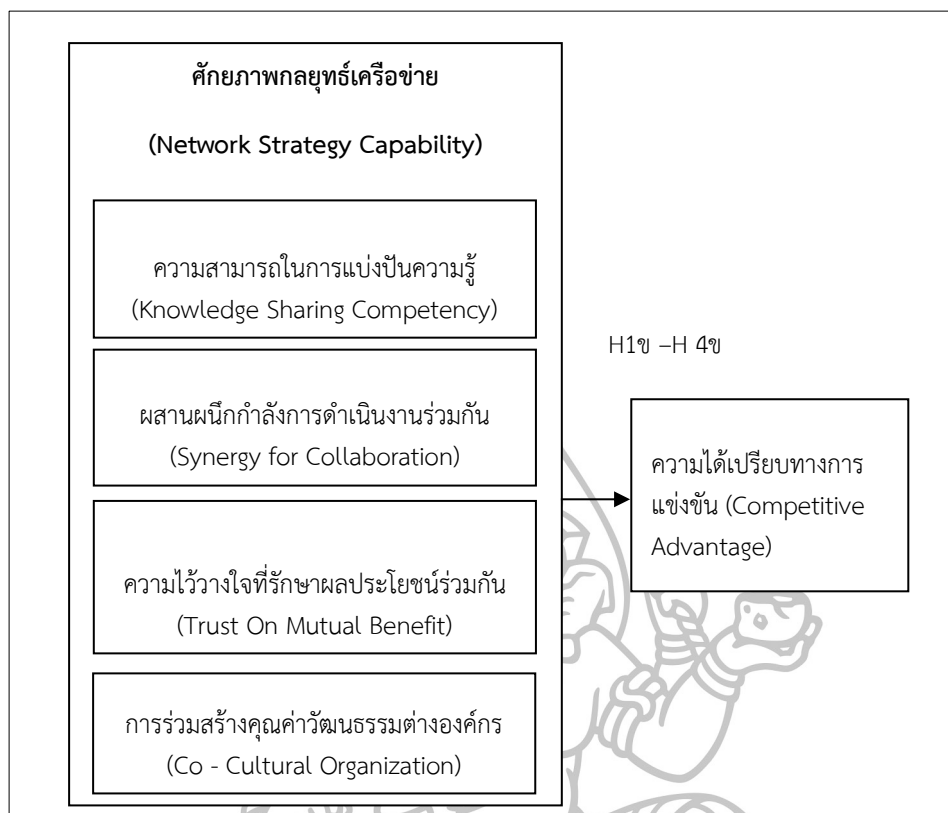 ศักยภาพกลยุทธ์เครือข่าย
(Network Strategy Capability)
ความสามารถในการแบ่งปันความรู้
(Knowledge Sharing Competency)
ผสานผนึกกำลังการดำเนินงานร่วมกัน
(Synergy for Collaboration)
ความไว้วางใจที่รักษาผลประโยชน์ร่วมกัน
(Trust On Mutual Benefit)
การร่วมสร้างคุณค่าวัฒนธรรมต่างองค์กร
(Co - Cultural Organization)
H1ข –H 4ข
ความได้เปรียบทางการ
แข่งขัน (Competitive
Advantage)